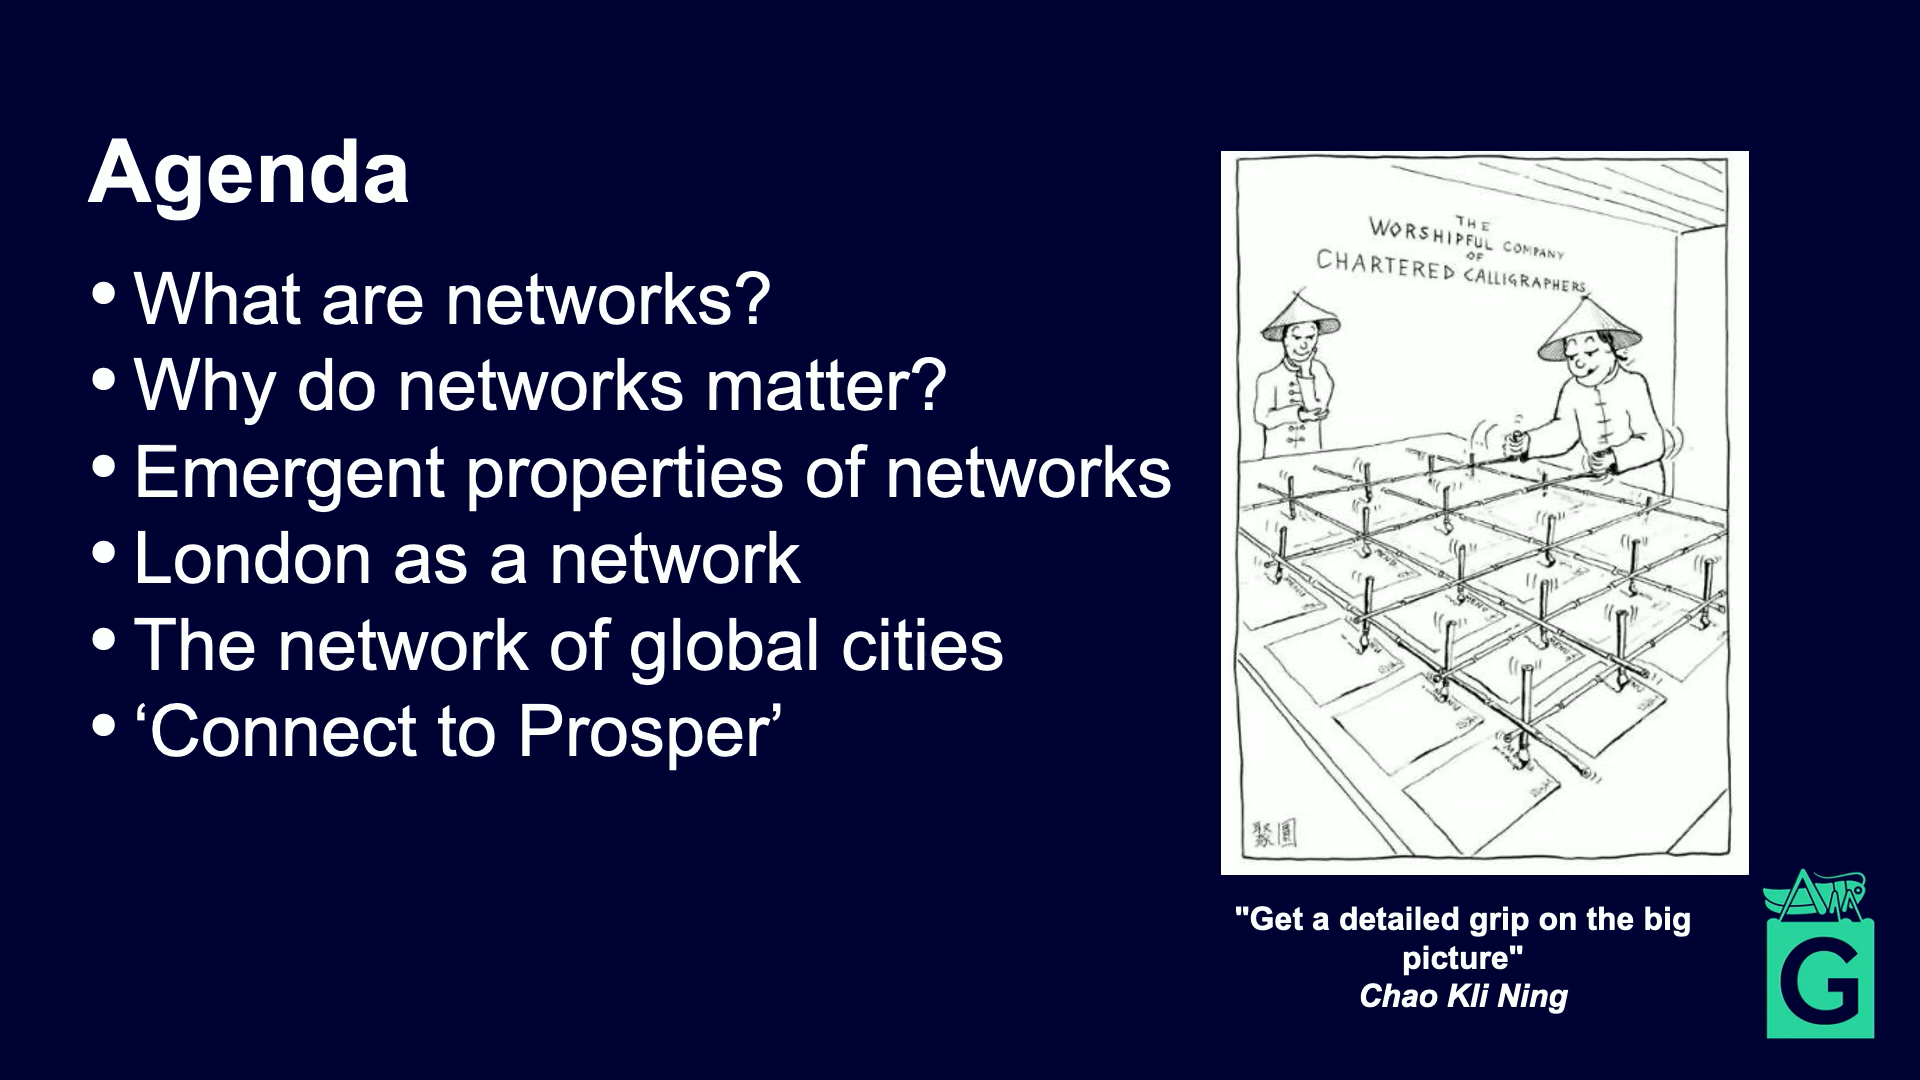 Agenda
• What are networks?
• Why do networks matter?
• Emergent properties of networks
• London as a network
• The network of global cities
• ‘Connect to Prosper’
THE
WORSHIPFUL COMPANY
OF
CHARTERED CALLIGRAPHERS
"Get a detailed grip on the big
picture"
Chao Kli Ning
G